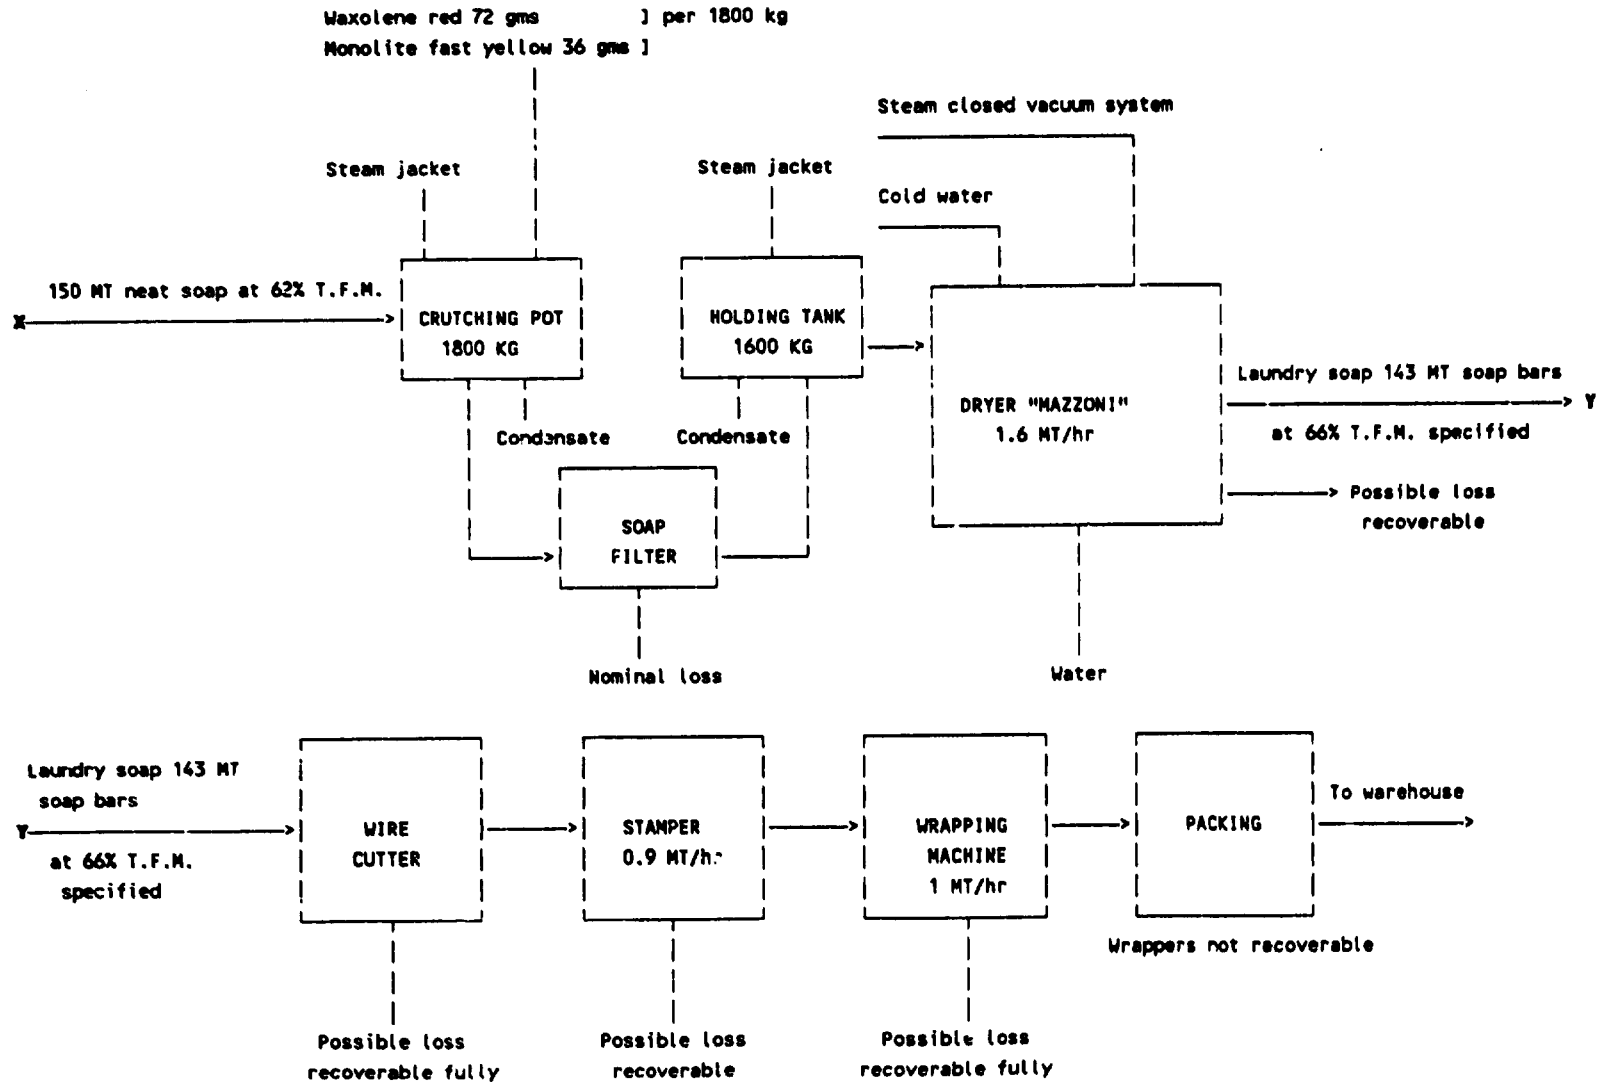 Waxolene red 72 gms ] per 1800 kg
Monolite fast yellow 36 gms ]
Steam closed vacuum system
Steam jacket
Steam jacket
Cold water
150 MT neat soap at 62% T.F.M.
X
CRUTCHING POT
1800 KG
HOLDING TANK
1600 KG
DRYER "MAZZONI"
1.6 MT/hr
Laundry soap 143 MT soap bars
Y
at 66% T.F.M. specified
Condensate
Condensate
Possible loss
recoverable
SOAP
FILTER
Nominal loss
Water
Laundry soap 143 MT
soap bars
Y
at 66% T.F.M.
specified
WIRE
CUTTER
STAMPER
0.9 MT/hr
WRAPPING
MACHINE
1 MT/hr
PACKING
To warehouse
Wrappers not recoverable
Possible loss
recoverable fully
Possible loss
recoverable
Possible loss
recoverable fully